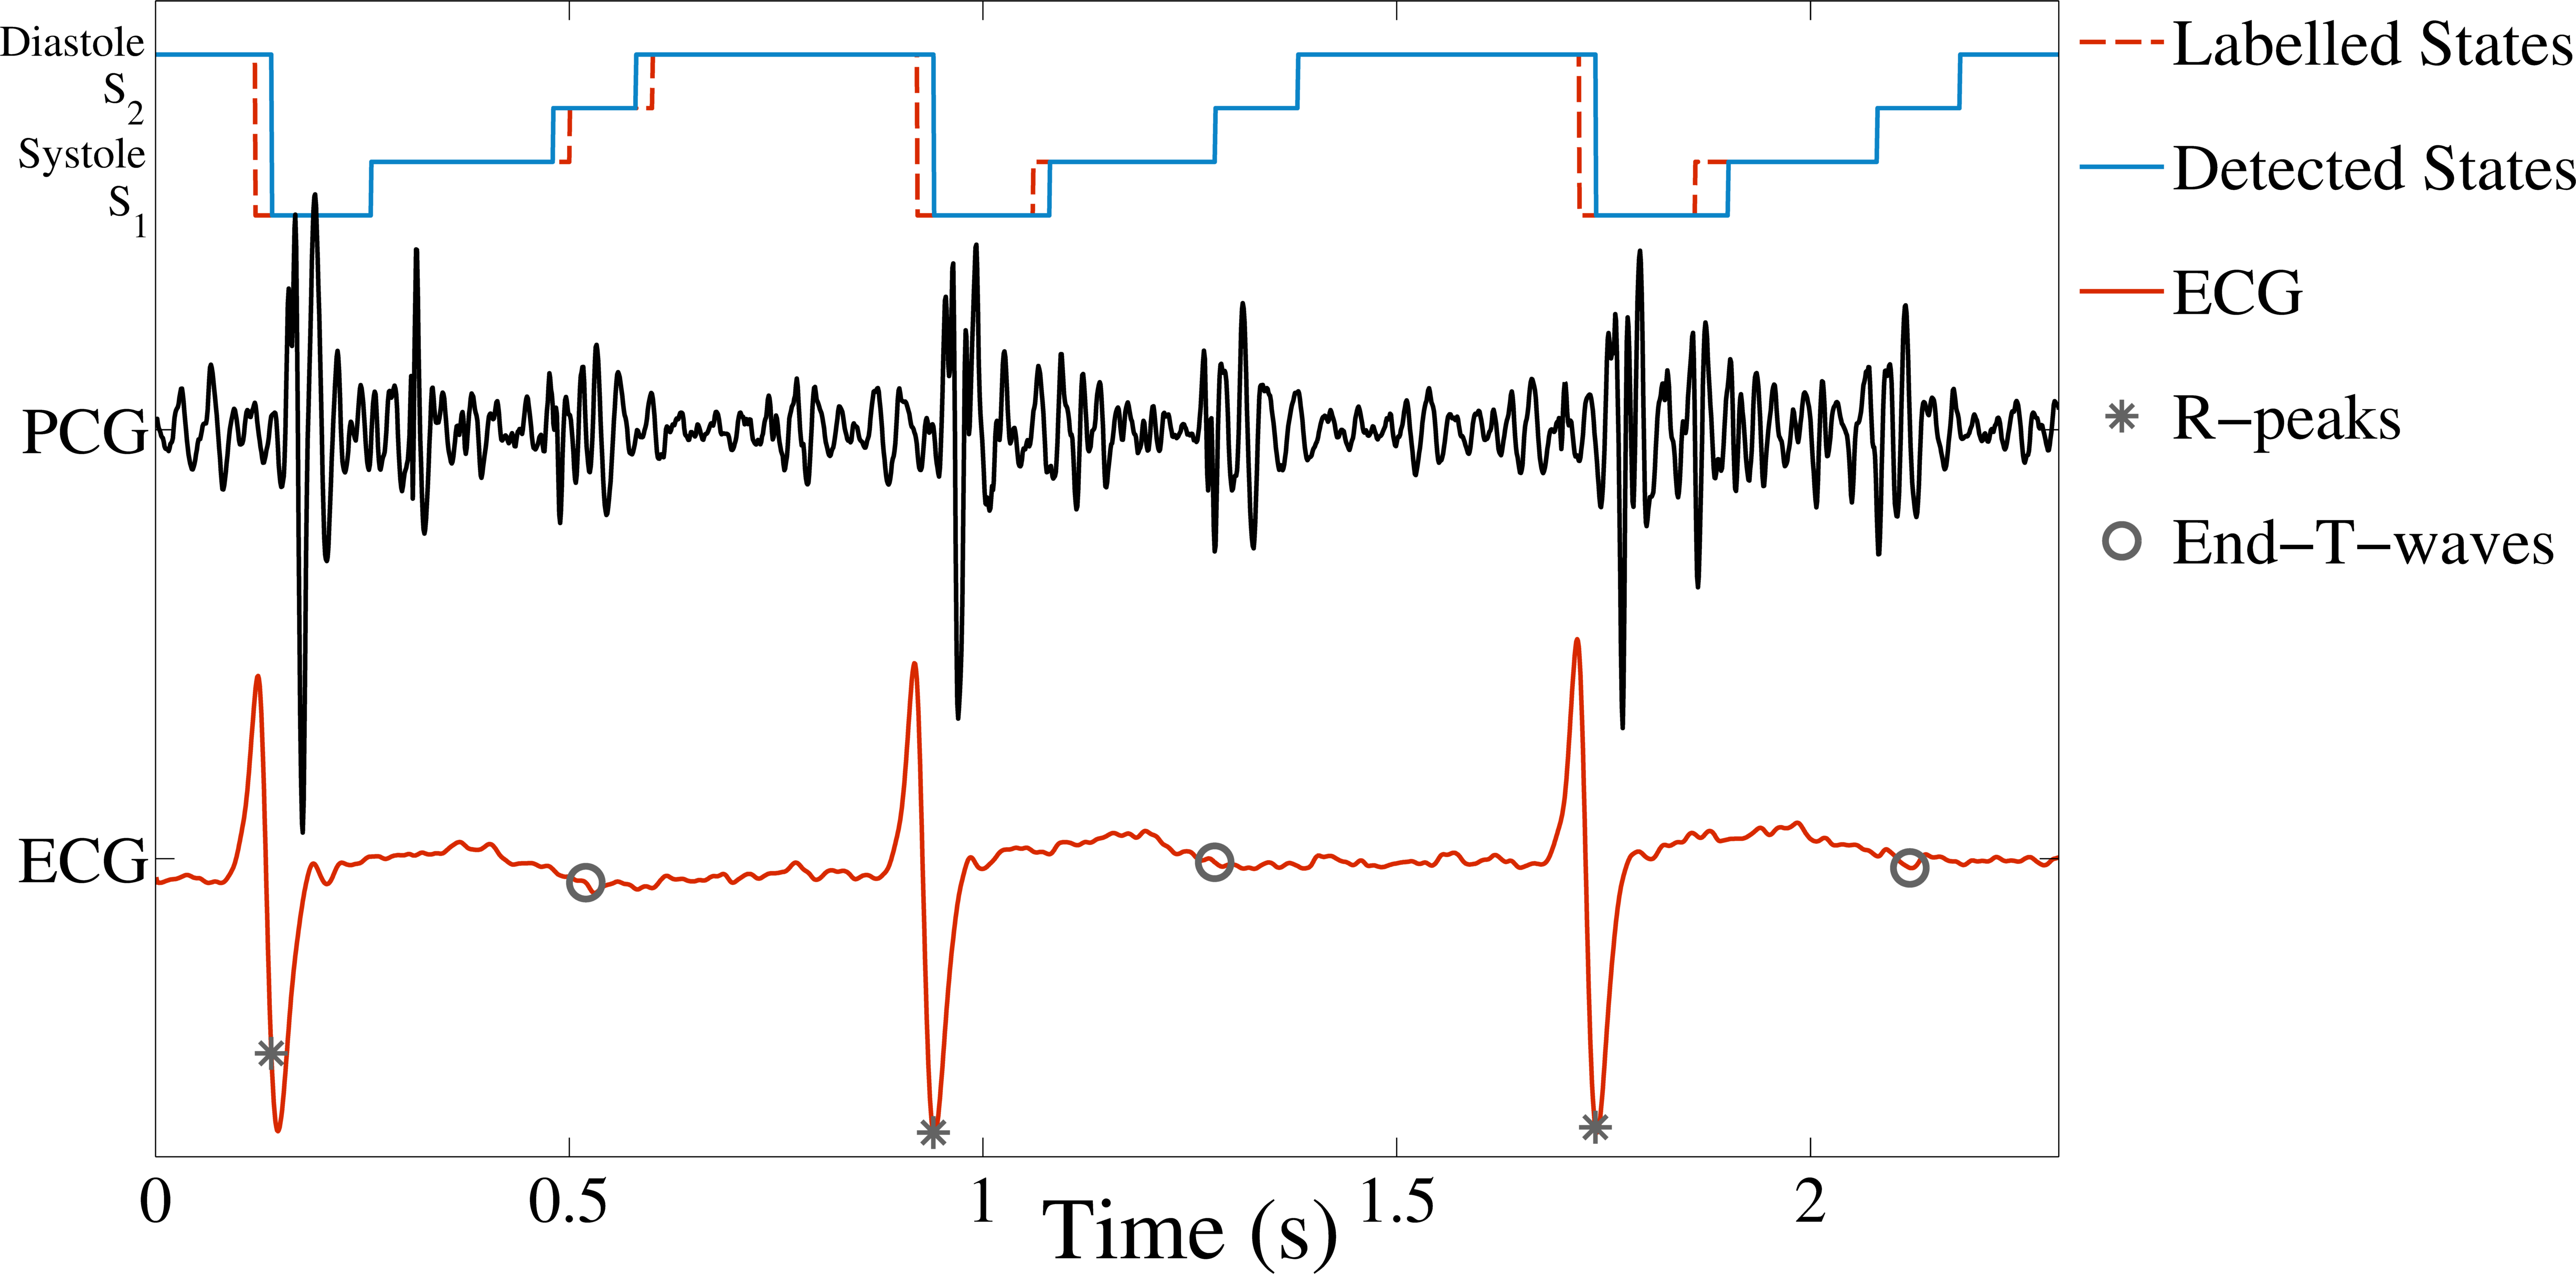 Diastole
S2
Systole
S1
PCG
ECG
0
0.5
1
1.5
2
Time (s)
Labelled States
Detected States
ECG
R−peaks
End−T−waves